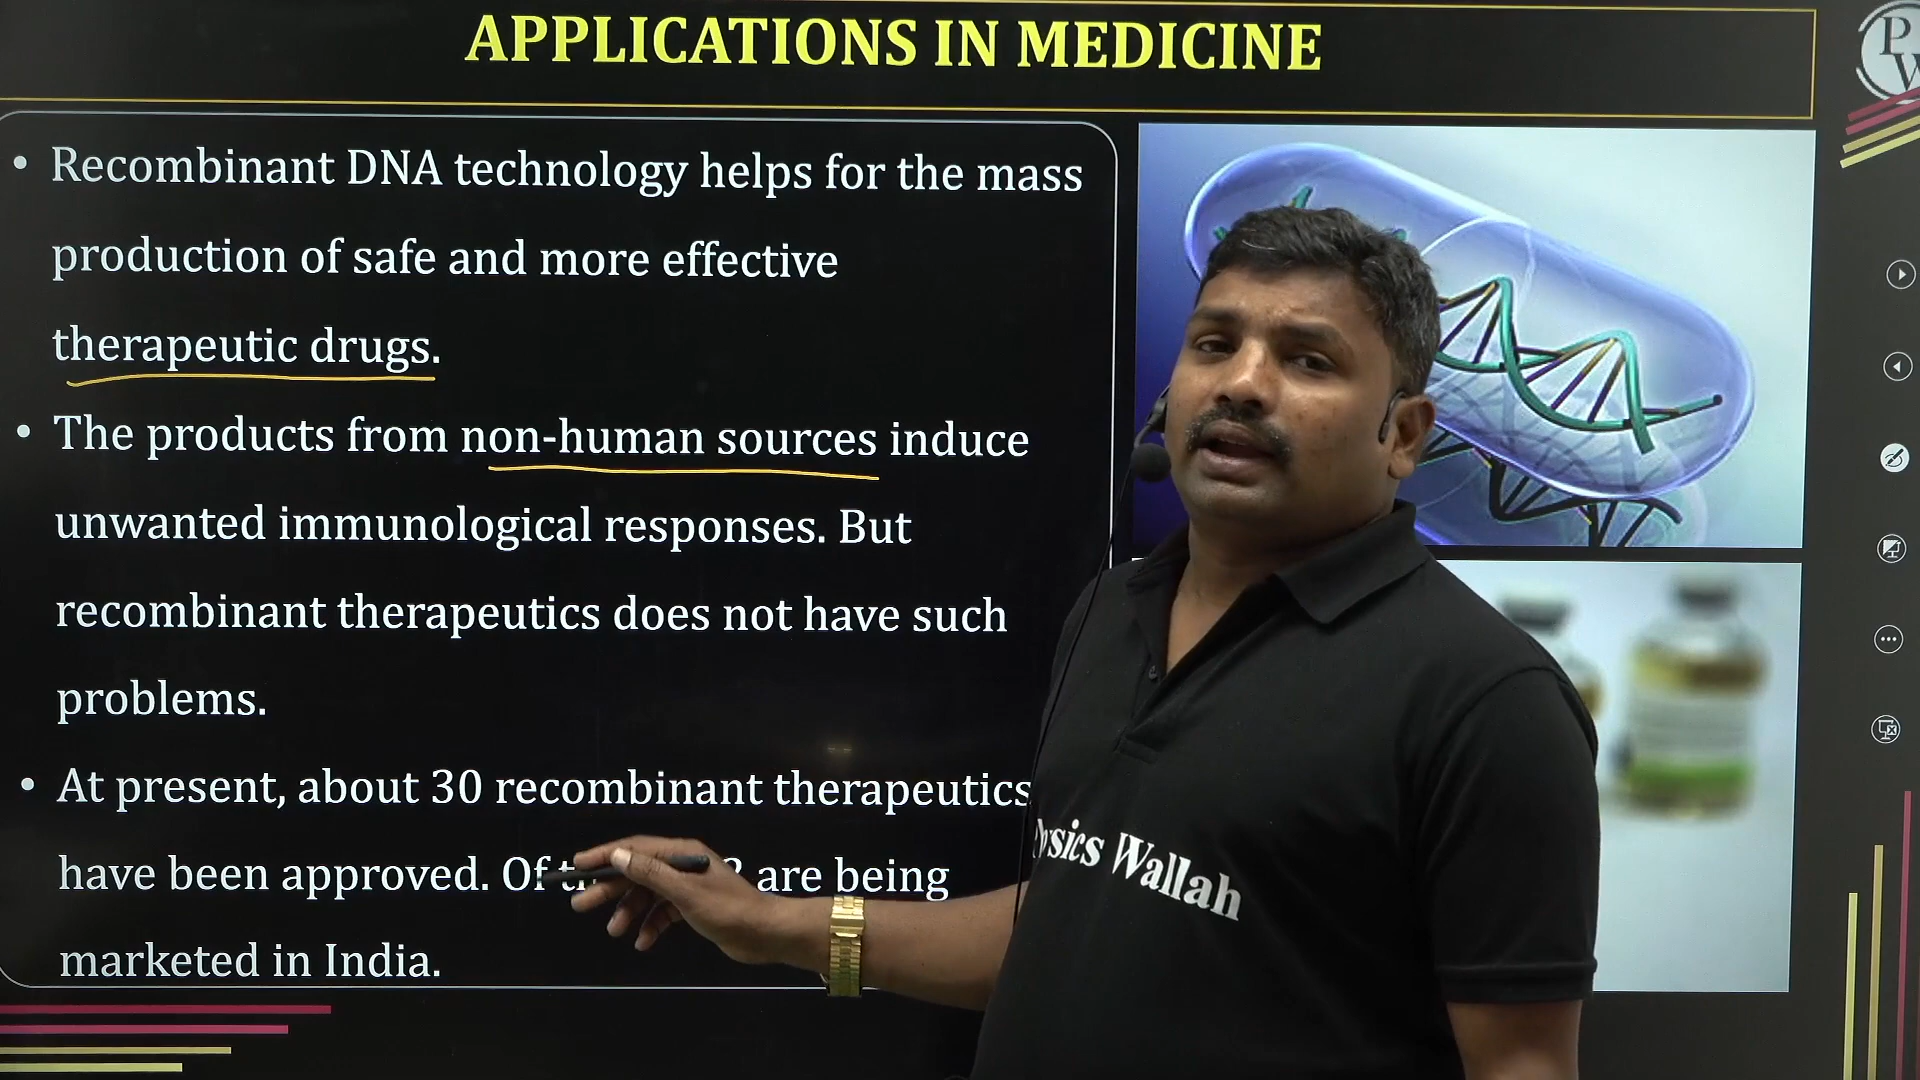 APPLICATIONS IN MEDICINE
P
W
• Recombinant DNA technology helps for the mass
production of safe and more effective
therapeutic drugs.
• The products from non-human sources induce
unwanted immunological responses. But
recombinant therapeutics does not have such
problems.
• At present, about 30 recombinant therapeutics
have been approved. Of are being
marketed in India.
Wallah